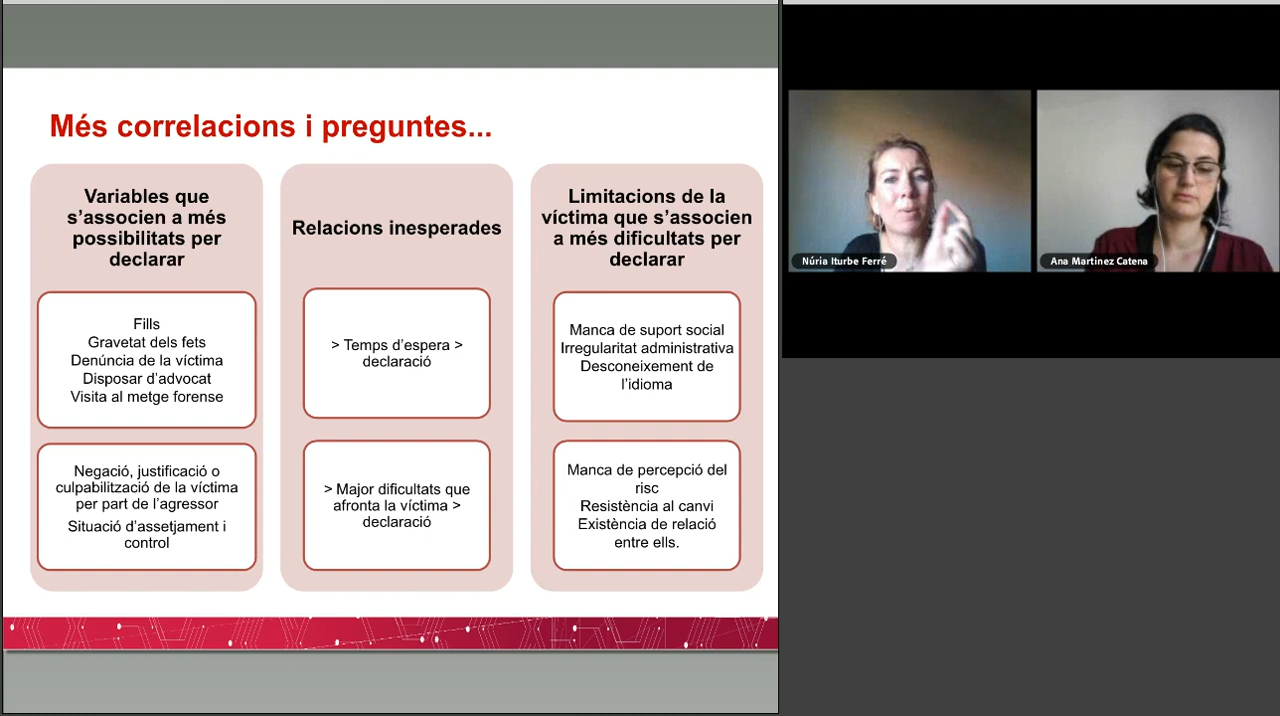 Més correlacions i preguntes...
Variables que
s’associen a més
possibilitats per
declarar
Fills
Gravetat dels fets
Denúncia de la víctima
Disposar d’advocat
Visita al metge forense
Negació, justificació o
culpabilització de la víctima
per part de l’agressor
Situació d’assetjament i
control
Relacions inesperades
> Temps d’espera >
declaració
> Major dificultats que
afronta la víctima >
declaració
Limitacions de la
víctima que s’associen
a més dificultats per
declarar
Manca de suport social
Irregularitat administrativa
Desconeixement de
l’idioma
Manca de percepció del
risc
Resistència al canvi
Existència de relació
entre ells.
Núria Iturbe Ferré
Ana Martinez Catena